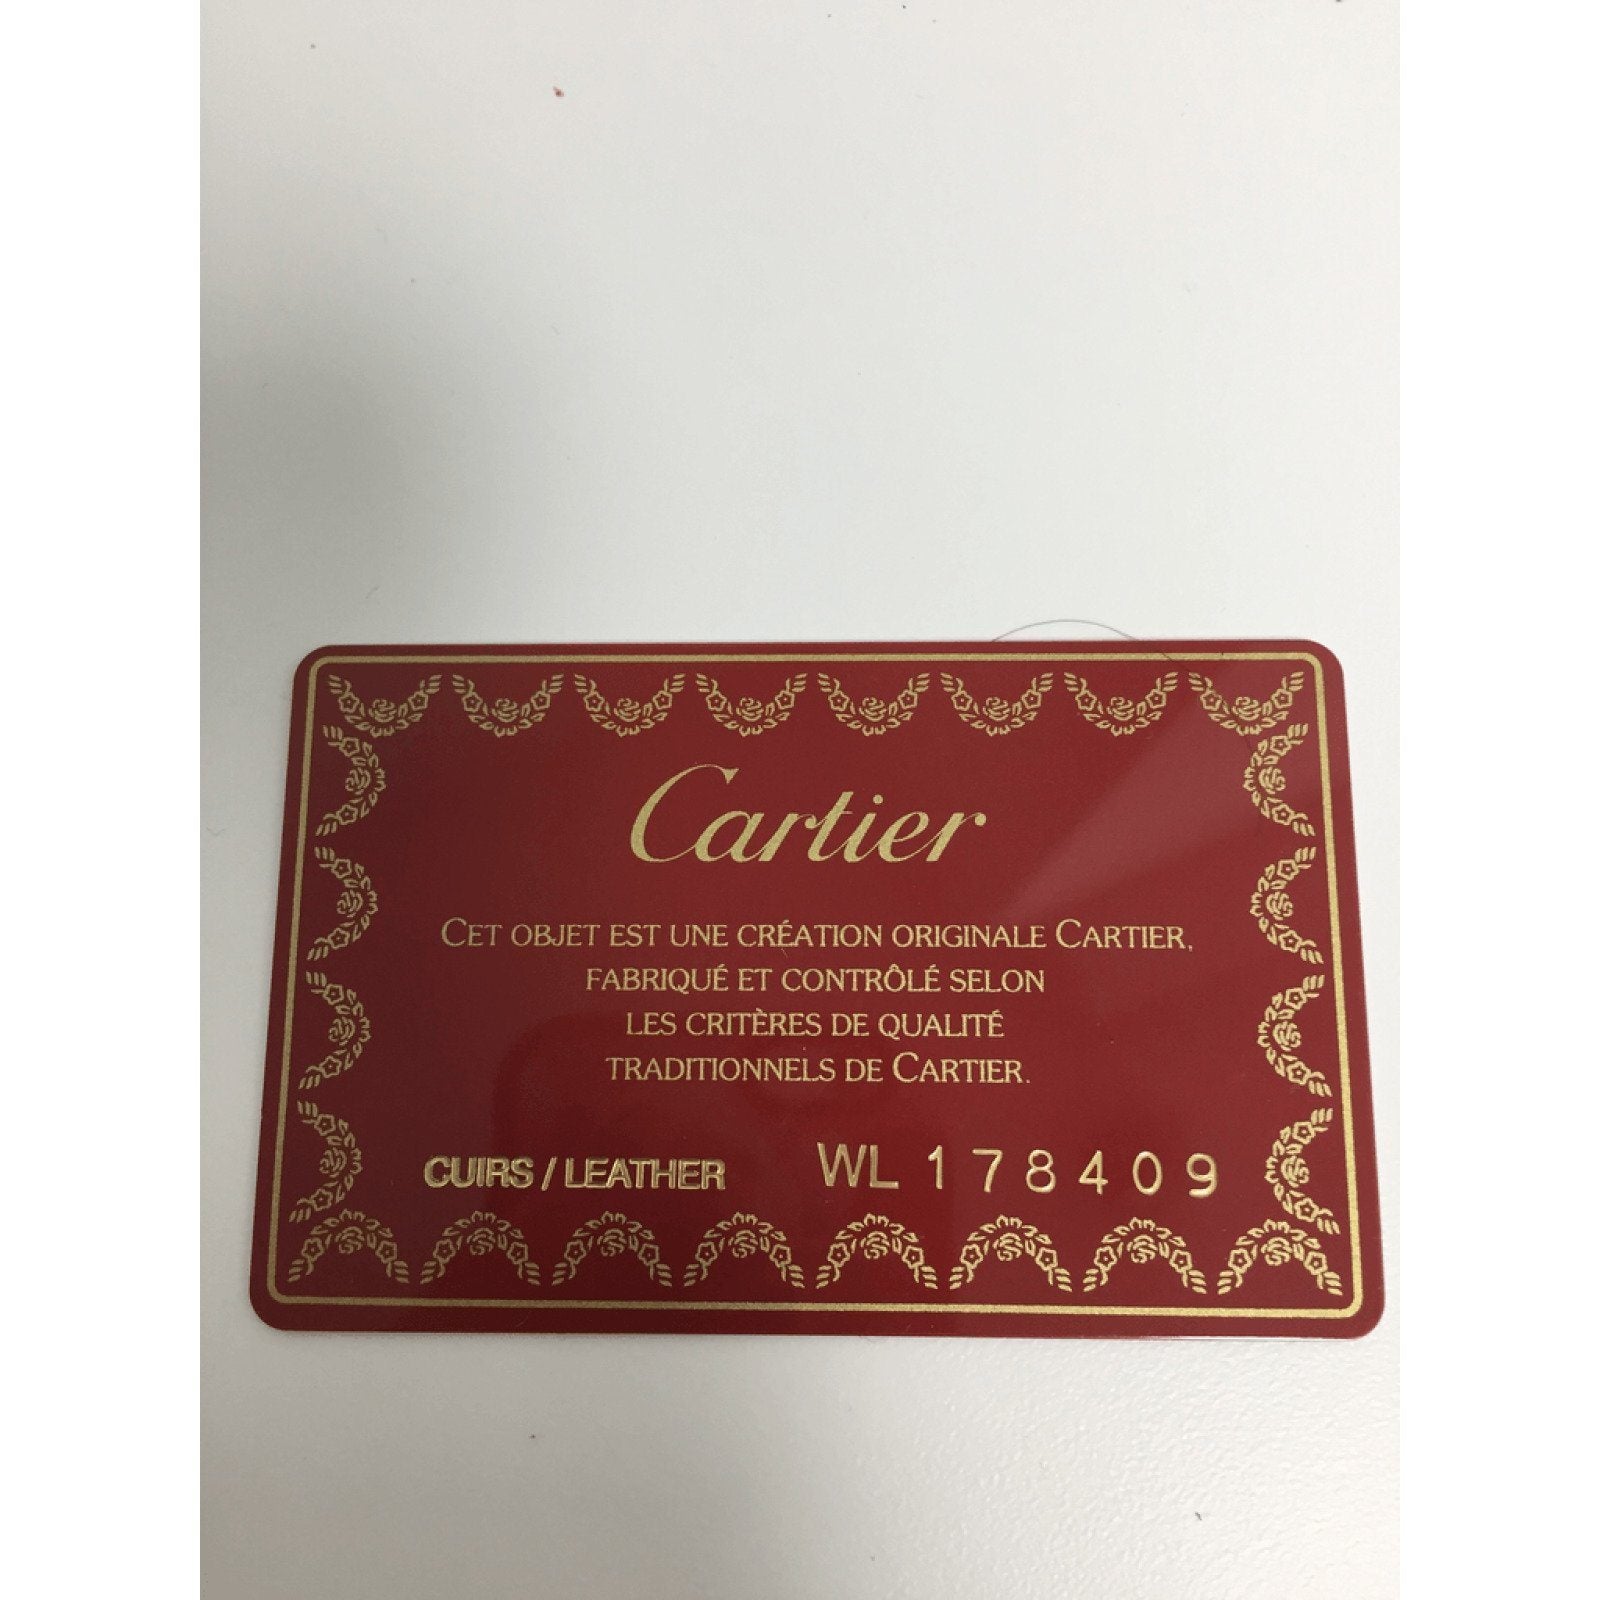 Cartier
CET OBJET EST UNE CRÉATION ORIGINALE CARTIER,
FABRIQUÉ ET CONTRÔLÉ SELON
LES CRITÈRES DE QUALITÉ
TRADITIONNELS DE CARTIER.
CUIRS / LEATHER WL 178409